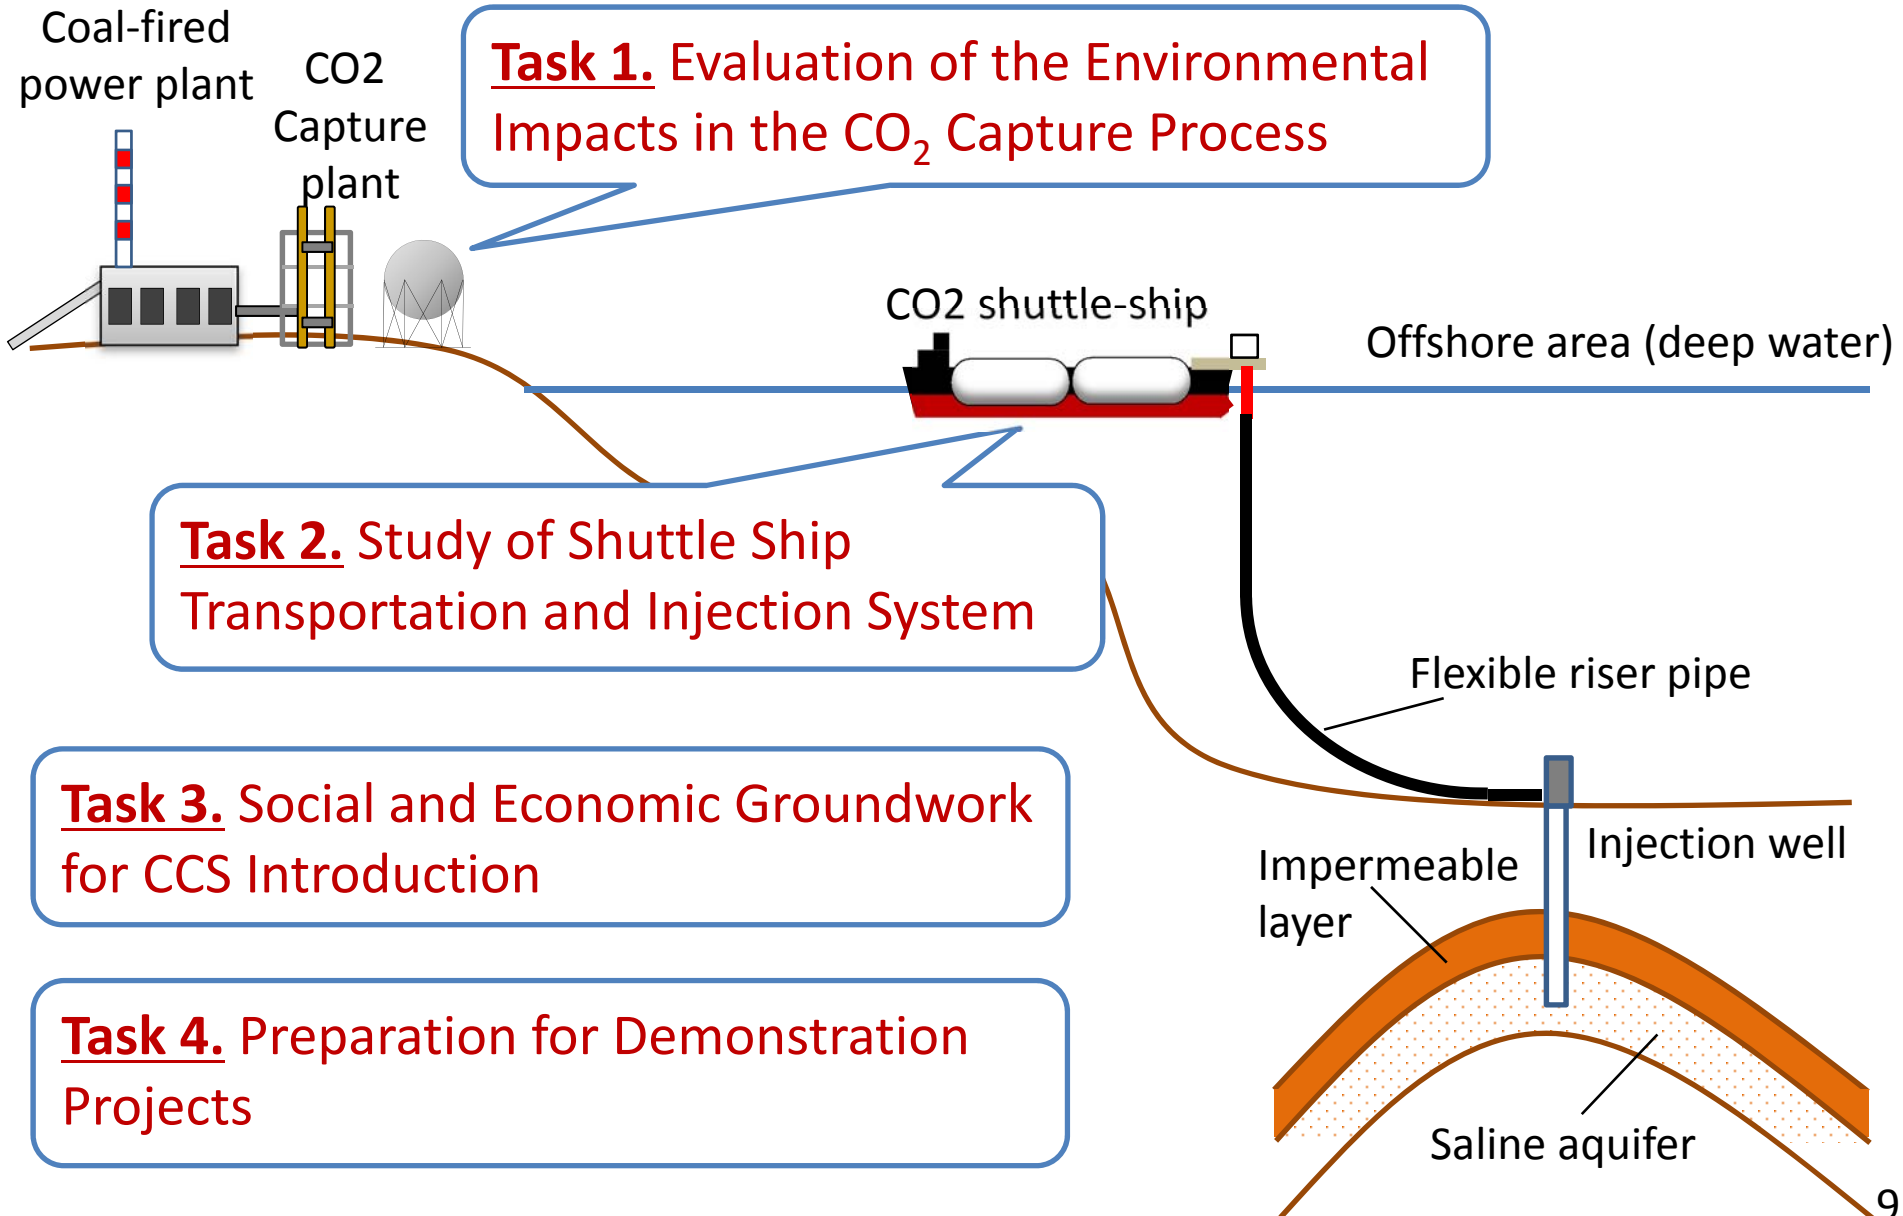 Coal-fired
power plant
CO2
Capture
plant
Task 1. Evaluation of the Environmental
Impacts in the CO₂ Capture Process
CO2 shuttle-ship
Offshore area (deep water)
Task 2. Study of Shuttle Ship
Transportation and Injection System
Flexible riser pipe
Task 3. Social and Economic Groundwork
for CCS Introduction
Injection well
Impermeable
layer
Task 4. Preparation for Demonstration
Projects
Saline aquifer
9